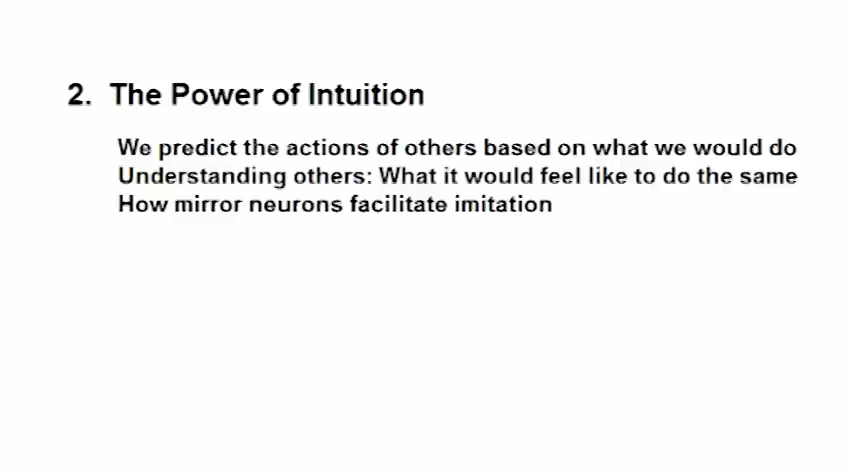 2. The Power of Intuition
We predict the actions of others based on what we would do
Understanding others: What it would feel like to do the same
How mirror neurons facilitate imitation